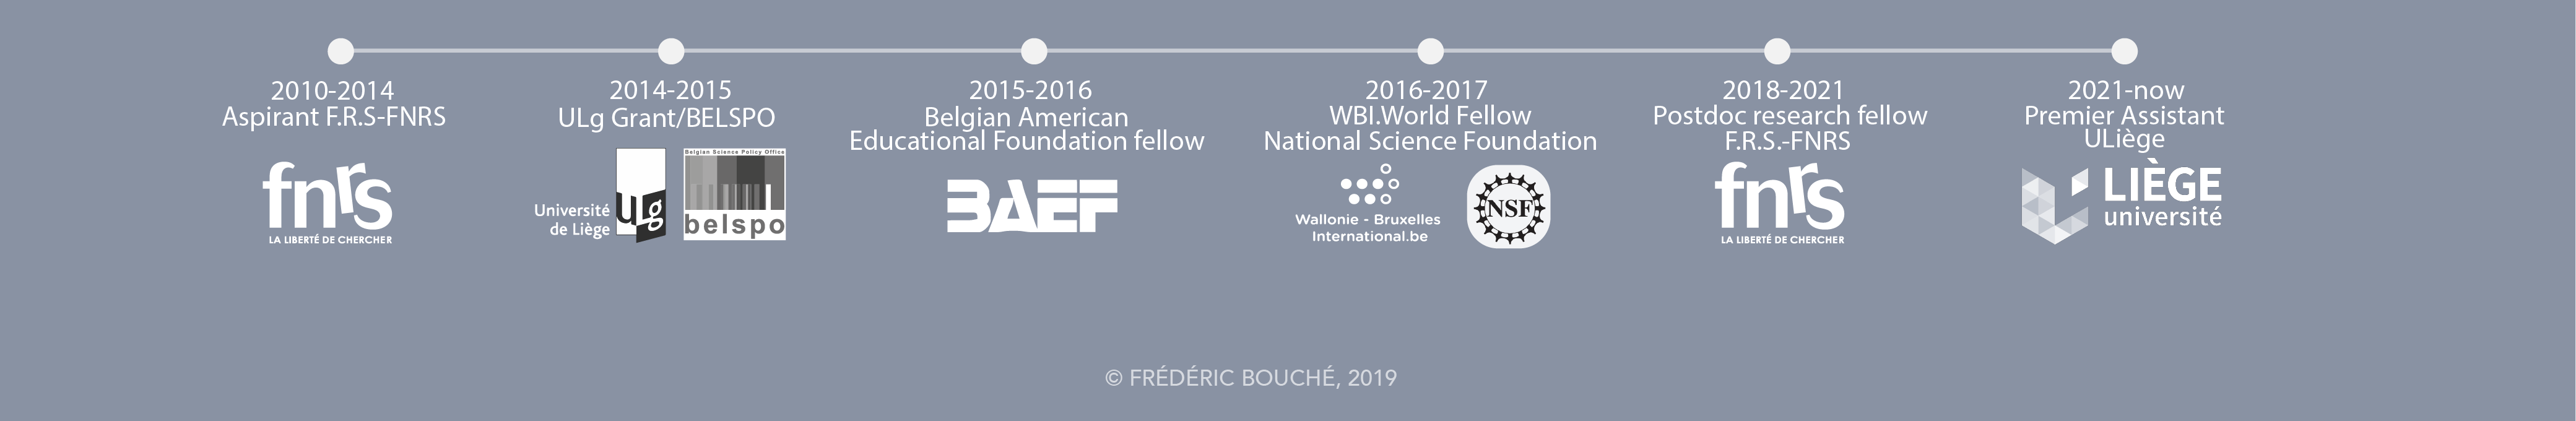 2010-2014
Aspirant F.R.S-FNRS
fnrs
LA LIBERTÉ DE CHERCHER
2014-2015
ULg Grant/BELSPO
Université
de Liège
ULg
Belgian Science Policy Office
belspo
2015-2016
Belgian American
Educational Foundation fellow
BAEF
2016-2017
WBI.World Fellow
National Science Foundation
Wallonie - Bruxelles
International.be
NSF
2018-2021
Postdoc research fellow
F.R.S.-FNRS
fnrs
LA LIBERTÉ DE CHERCHER
2021-now
Premier Assistant
ULiège
LIÈGE
université
© FRÉDÉRIC BOUCHÉ, 2019